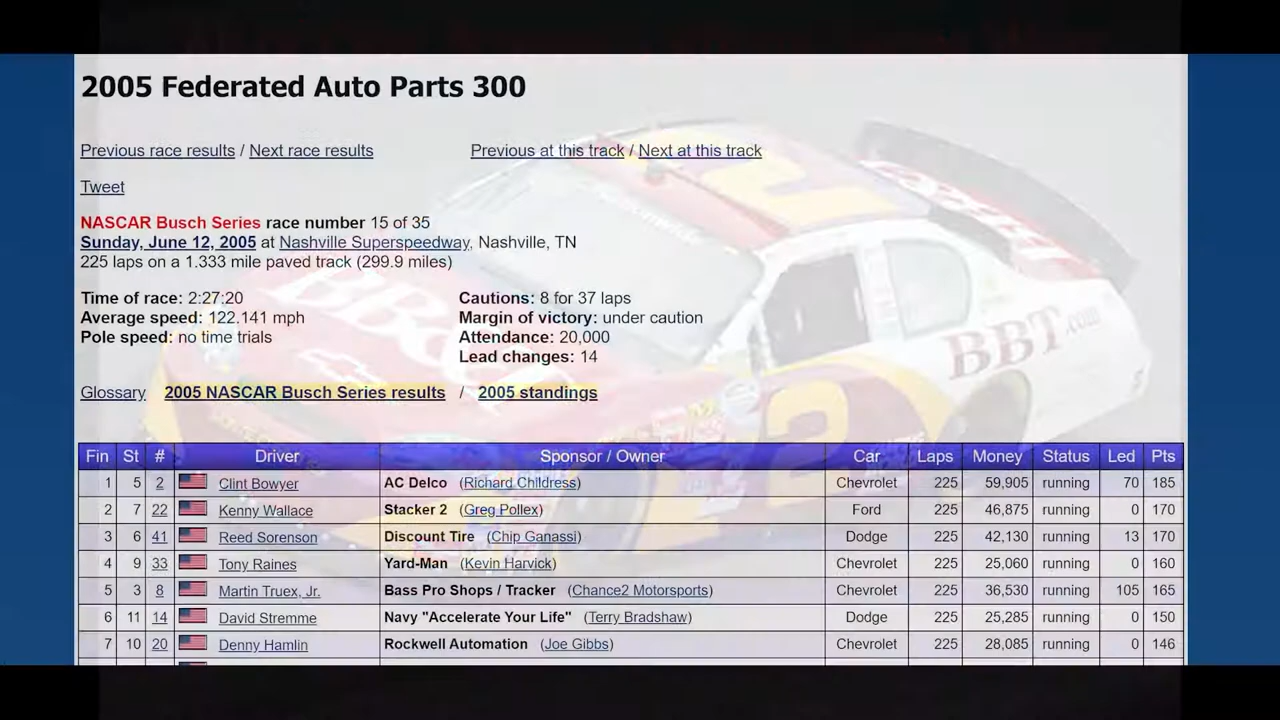 2005 Federated Auto Parts 300
Previous race results / Next race results Previous at this track / Next at this track
Tweet
NASCAR Busch Series race number 15 of 35
Sunday, June 12, 2005 at Nashville Superspeedway, Nashville, TN
225 laps on a 1.333 mile paved track (299.9 miles)
Time of race: 2:27:20 Cautions: 8 for 37 laps
Average speed: 122.141 mph Margin of victory: under caution
Pole speed: no time trials Attendance: 20,000
Lead changes: 14
Glossary 2005 NASCAR Busch Series results / 2005 standings
Fin St # Driver Sponsor / Owner Car Laps Money Status Led Pts
1 5 2 Clint Bowyer AC Delco (Richard Childress) Chevrolet 225 59,905 running 70 185
2 7 22 Kenny Wallace Stacker 2 (Greg Pollex) Ford 225 46,875 running 0 170
3 6 41 Reed Sorenson Discount Tire (Chip Ganassi) Dodge 225 42,130 running 13 170
4 9 33 Tony Raines Yard-Man (Kevin Harvick) Chevrolet 225 25,060 running 0 160
5 3 8 Martin Truex, Jr. Bass Pro Shops / Tracker (Chance2 Motorsports) Chevrolet 225 36,530 running 105 165
6 11 14 David Stremme Navy "Accelerate Your Life" (Terry Bradshaw) Dodge 225 25,285 running 0 150
7 10 20 Denny Hamlin Rockwell Automation (Joe Gibbs) Chevrolet 225 28,085 running 0 146
BBT.com
2